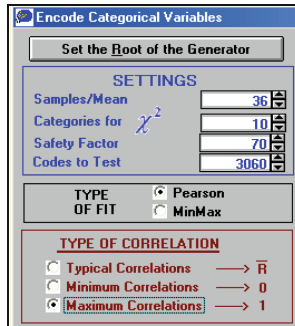 Encode Categorical Variables
Set the Root of the Generator
SETTINGS
Samples/Mean 36
Categories for χ² 10
Safety Factor 70
Codes to Test 3060
TYPE OF FIT
Pearson
MinMax
TYPE OF CORRELATION
Typical Correlations ⟶ R̅
Minimum Correlations ⟶ 0
Maximum Correlations ⟶ 1